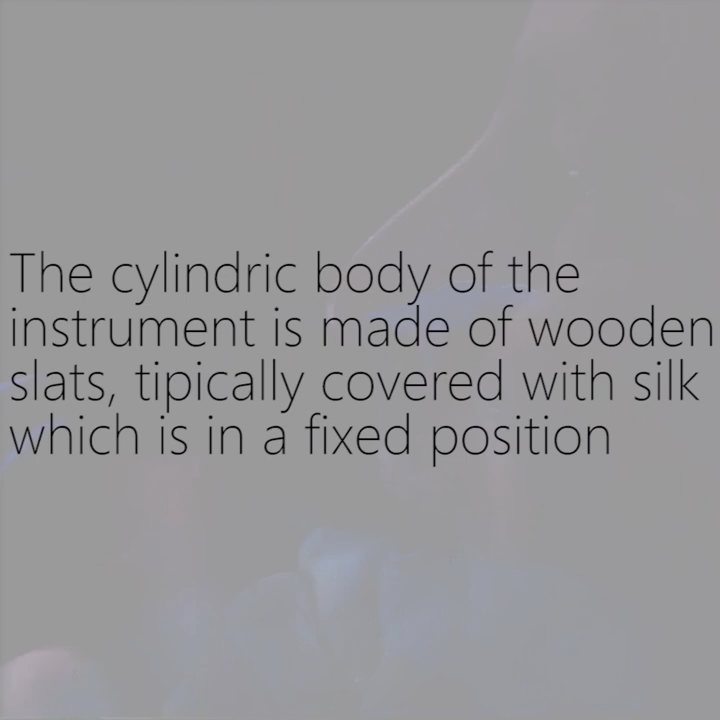 The cylindric body of the
instrument is made of wooden
slats, tipically covered with silk
which is in a fixed position